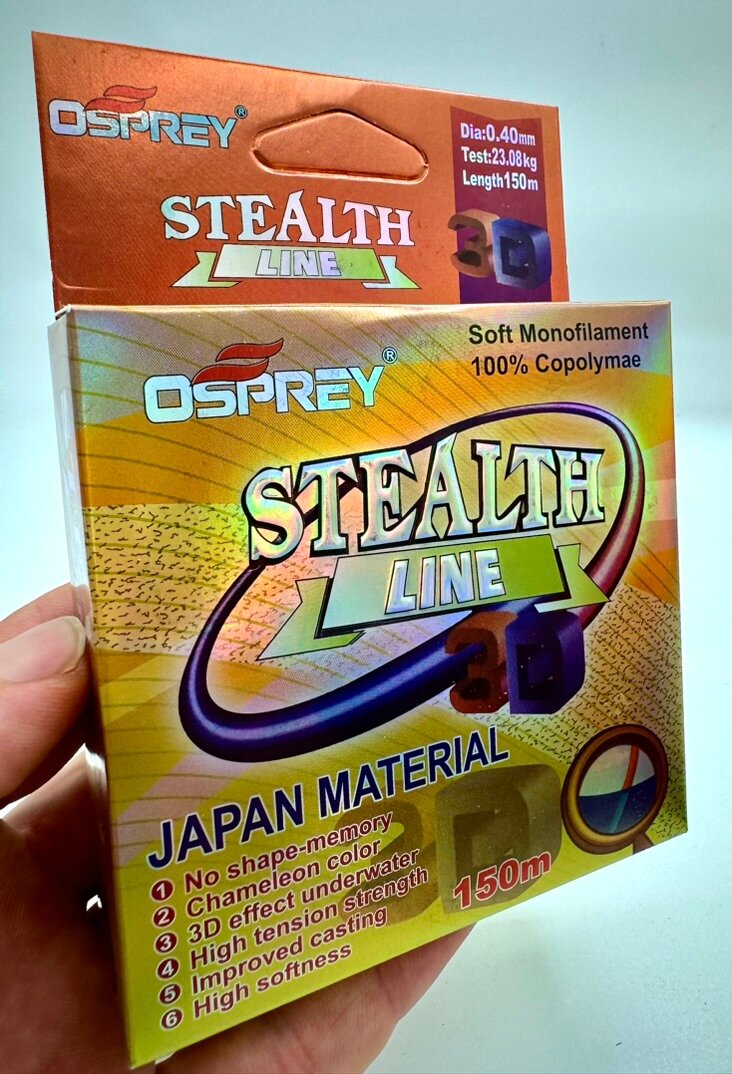 OSPREY®
Dia:0.40mm
Test:23.08kg
Length150m
STEALTH
LINE
3D
Soft Monofilament
100% Copolymae
OSPREY®
STEALTH
LINE
3D
JAPAN MATERIAL
1 No shape-memory
2 Chameleon color
3 3D effect underwater
4 High tension strength
5 Improved casting
6 High softness
3D
150m